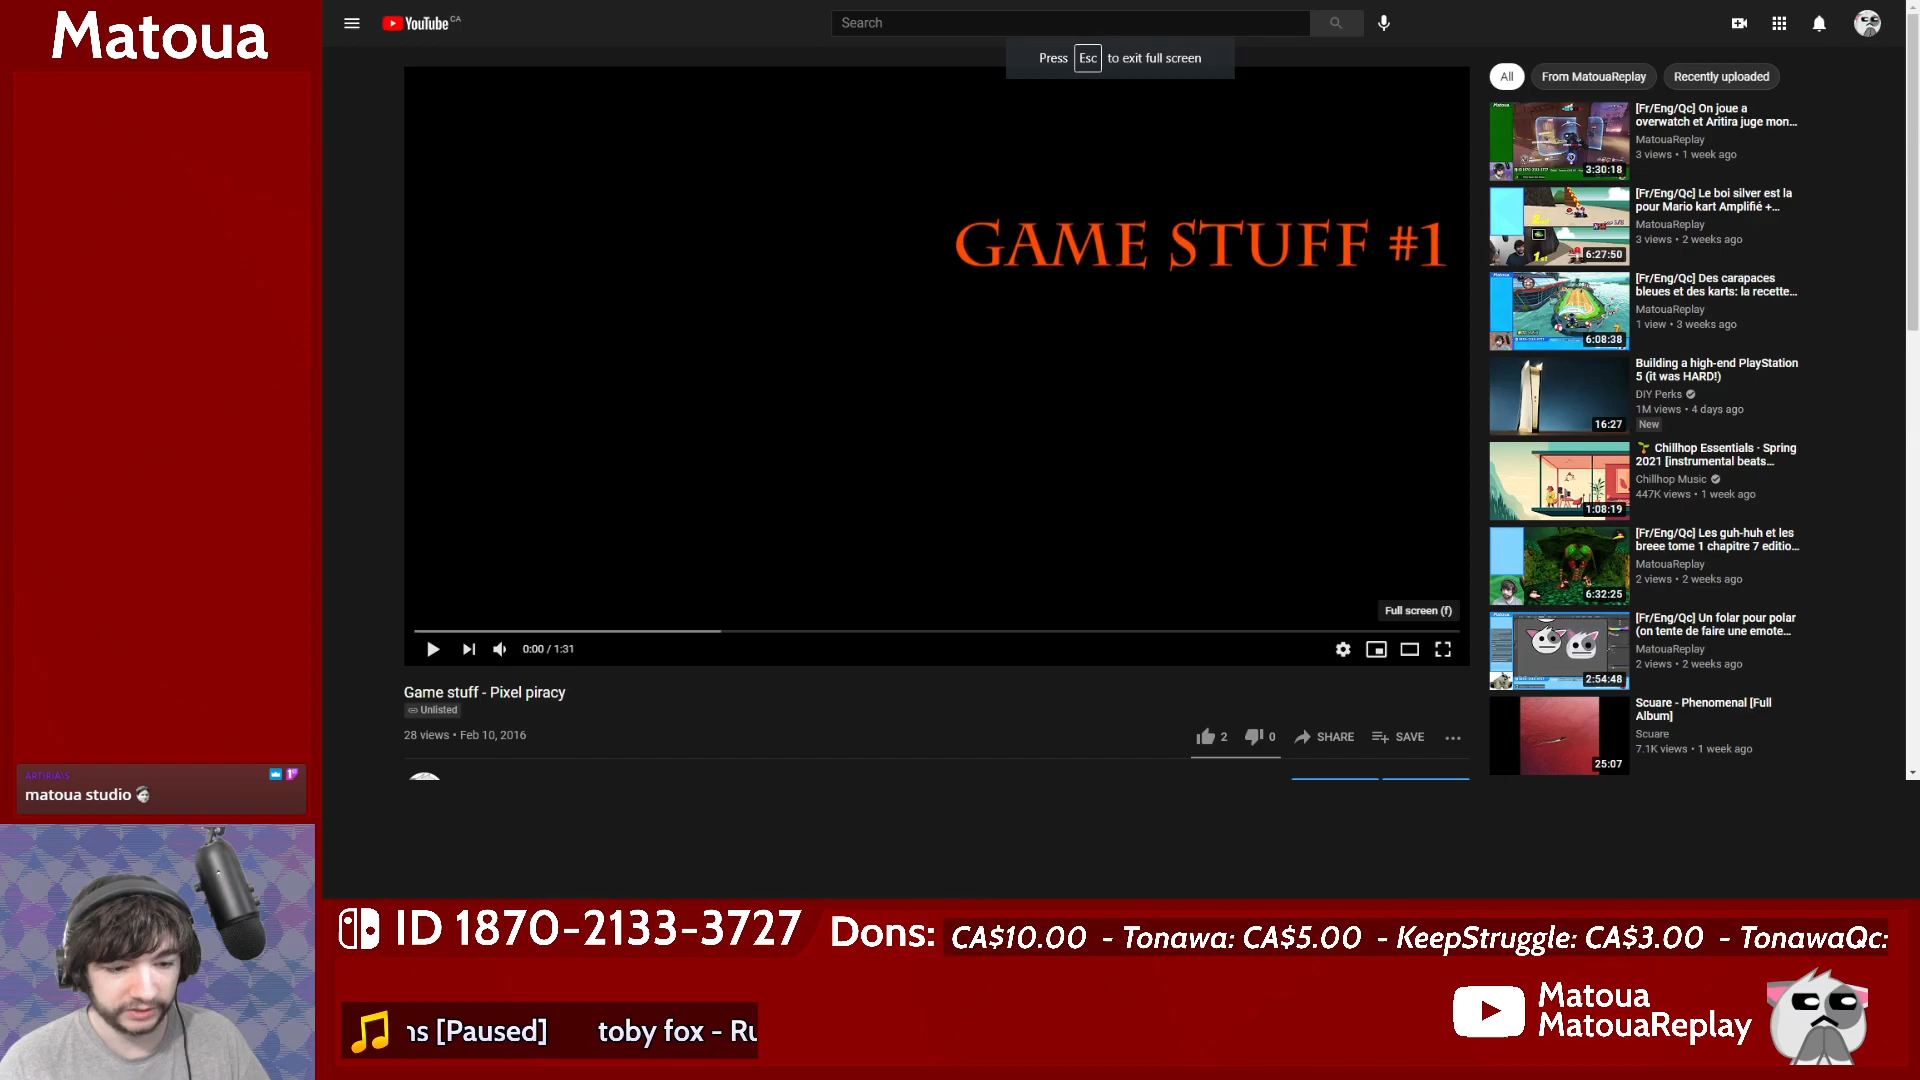 Matoua
YouTube CA
Search
Press Esc to exit full screen
All
From MatouaReplay
Recently uploaded
GAME STUFF #1
Full screen (f)
0:00 / 1:31
Game stuff - Pixel piracy
Unlisted
28 views • Feb 10, 2016
2
0
SHARE
SAVE
[Fr/Eng/Qc] On joue a
overwatch et Aritira juge mon...
MatouaReplay
3 views • 1 week ago
3:30:18
[Fr/Eng/Qc] Le boi silver est la
pour Mario kart Amplifié +...
MatouaReplay
3 views • 2 weeks ago
6:27:50
[Fr/Eng/Qc] Des carapaces
bleues et des karts: la recette...
MatouaReplay
1 view • 3 weeks ago
6:08:38
Building a high-end PlayStation
5 (it was HARD!)
DIY Perks
1M views • 4 days ago
New
16:27
Chillhop Essentials · Spring
2021 [instrumental beats...
Chillhop Music
447K views • 1 week ago
1:08:19
[Fr/Eng/Qc] Les guh-huh et les
breee tome 1 chapitre 7 editio...
MatouaReplay
2 views • 2 weeks ago
6:32:25
[Fr/Eng/Qc] Un folar pour polar
(on tente de faire une emote...
MatouaReplay
2 views • 2 weeks ago
2:54:48
Scuare - Phenomenal [Full
Album]
Scuare
7.1K views • 1 week ago
25:07
matoua studio
ID 1870-2133-3727
Dons: CA$10.00 - Tonawa: CA$5.00 - KeepStruggle: CA$3.00 - TonawaQc:
ns [Paused] toby fox - Ru
Matoua
MatouaReplay